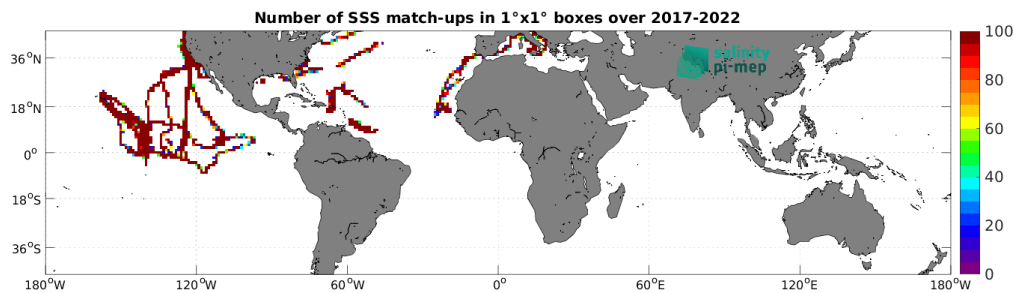 Number of SSS match-ups in 1°x1° boxes over 2017-2022
salinity
pi-mep
36°N
18°N
0°
18°S
36°S
180°W 120°W 60°W 0° 60°E 120°E 180°W
100
80
60
40
20
0